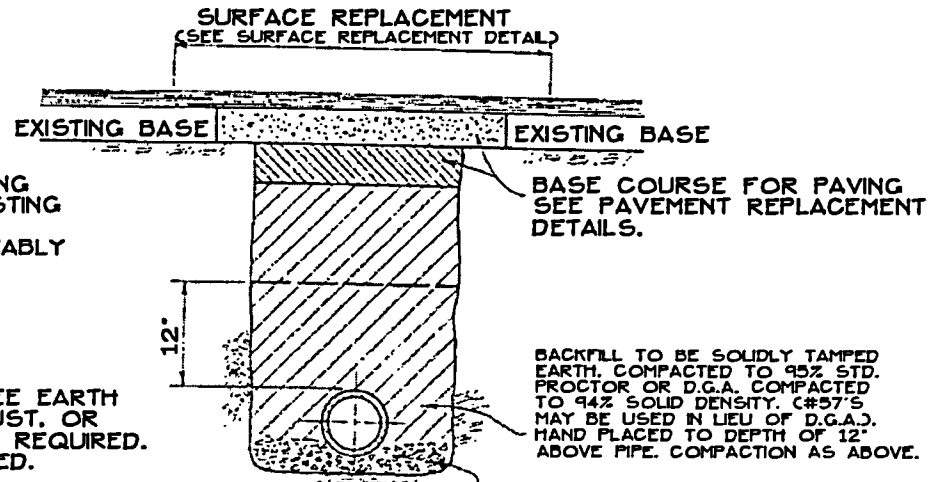 SURFACE REPLACEMENT
(SEE SURFACE REPLACEMENT DETAIL)
EXISTING BASE
EXISTING BASE
NG
STING
ABLY
BASE COURSE FOR PAVING
SEE PAVEMENT REPLACEMENT
DETAILS.
12"
EE EARTH
UST. OR
REQUIRED.
ED.
BACKFILL TO BE SOLIDLY TAMPED
EARTH. COMPACTED TO 95% STD.
PROCTOR OR D.G.A. COMPACTED
TO 94% SOLID DENSITY. (#57'S
MAY BE USED IN LIEU OF D.G.A.).
HAND PLACED TO DEPTH OF 12"
ABOVE PIPE. COMPACTION AS ABOVE.